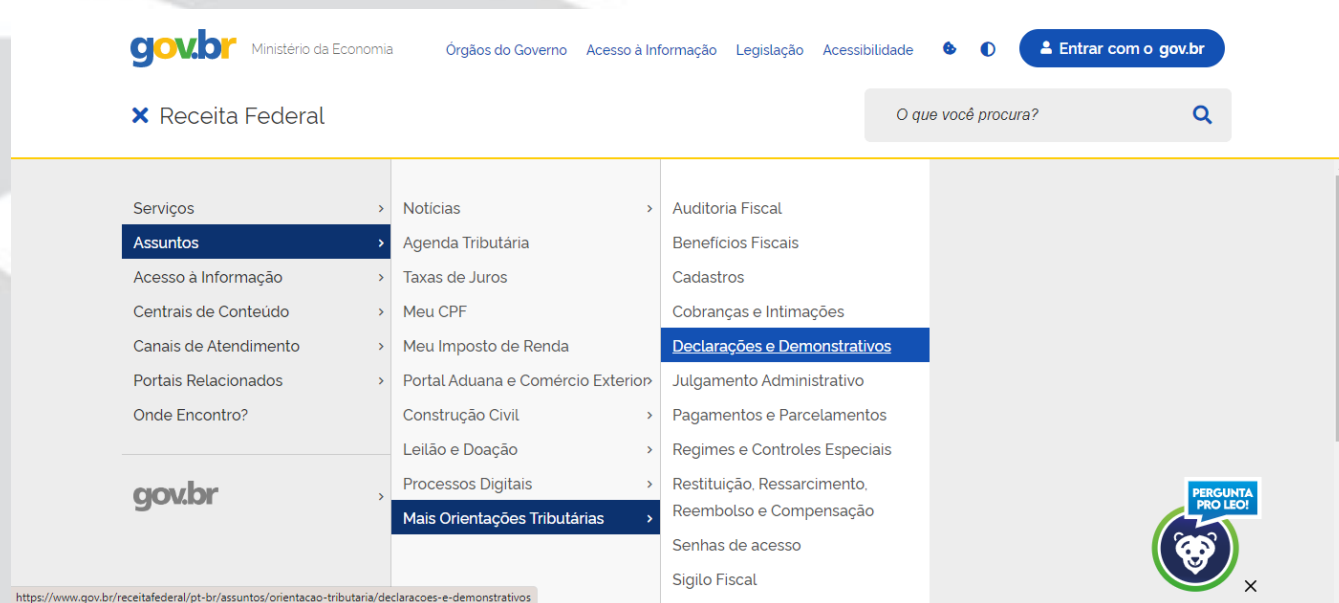 gov.br Ministério da Economia Órgãos do Governo Acesso à Informação Legislação Acessibilidade Entrar com o gov.br
Receita Federal
O que você procura?
Serviços
Assuntos
Acesso à Informação
Centrais de Conteúdo
Canais de Atendimento
Portais Relacionados
Onde Encontro?
gov.br
Notícias
Agenda Tributária
Taxas de Juros
Meu CPF
Meu Imposto de Renda
Portal Aduana e Comércio Exterior
Construção Civil
Leilão e Doação
Processos Digitais
Mais Orientações Tributárias
Auditoria Fiscal
Benefícios Fiscais
Cadastros
Cobranças e Intimações
Declarações e Demonstrativos
Julgamento Administrativo
Pagamentos e Parcelamentos
Regimes e Controles Especiais
Restituição, Ressarcimento,
Reembolso e Compensação
Senhas de acesso
Sigilo Fiscal
PERGUNTA
PRO LEO!
https://www.gov.br/receitafederal/pt-br/assuntos/orientacao-tributaria/declaracoes-e-demonstrativos